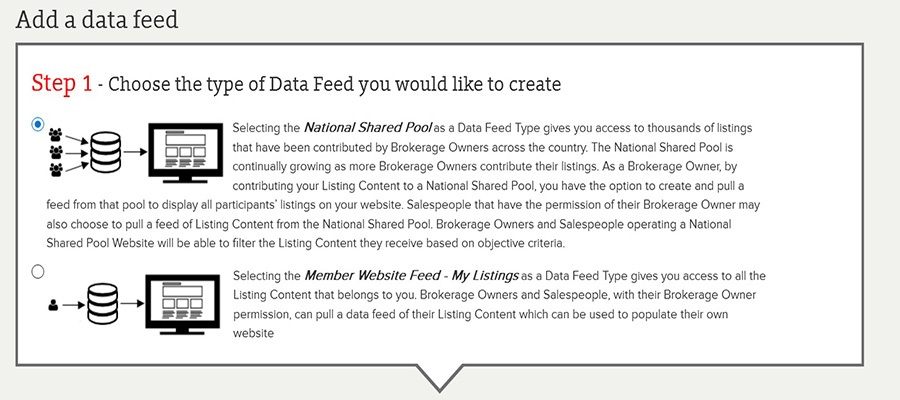 Add a data feed
Step 1 - Choose the type of Data Feed you would like to create
Selecting the National Shared Pool as a Data Feed Type gives you access to thousands of listings
that have been contributed by Brokerage Owners across the country. The National Shared Pool is
continually growing as more Brokerage Owners contribute their listings. As a Brokerage Owner, by
contributing your Listing Content to a National Shared Pool, you have the option to create and pull a
feed from that pool to display all participants' listings on your website. Salespeople that have the permission of their Brokerage Owner may
also choose to pull a feed of Listing Content from the National Shared Pool. Brokerage Owners and Salespeople operating a National
Shared Pool Website will be able to filter the Listing Content they receive based on objective criteria.
Selecting the Member Website Feed - My Listings as a Data Feed Type gives you access to all the
Listing Content that belongs to you. Brokerage Owners and Salespeople, with their Brokerage Owner
permission, can pull a data feed of their Listing Content which can be used to populate their own
website